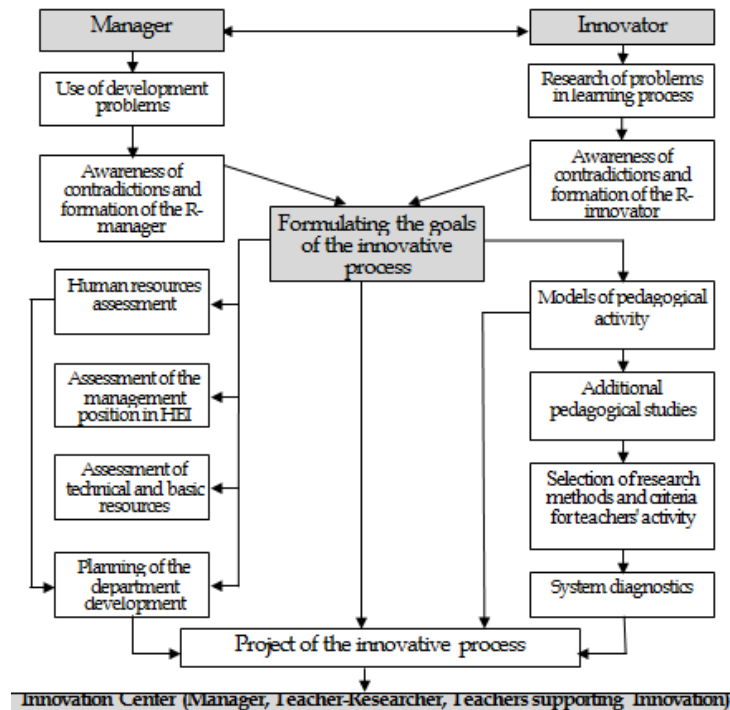 Manager
Innovator
Use of development
problems
Research of problems
in learning process
Awareness of
contradictions and
formation of the R-
manager
Awareness of
contradictions and
formation of the R-
innovator
Formulating the goals
of the innovative
process
Human resources
assessment
Models of pedagogical
activity
Assessment of the
management position in HEI
Additional
pedagogical studies
Assessment of
technical and basic
resources
Selection of research
methods and criteria
for teachers' activity
Planning of the
department
development
System diagnostics
Project of the innovative process
Innovation Center (Manager, Teacher-Researcher, Teachers supporting Innovation)